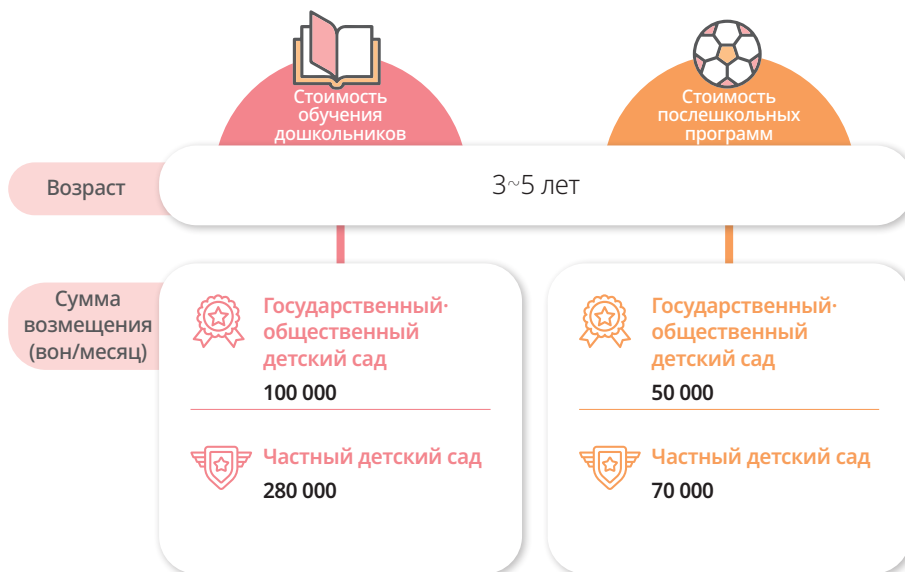 Стоимость
обучения
дошкольников
Стоимость
послешкольных
программ
Возраст
3~5 лет
Сумма
возмещения
(вон/месяц)
Государственный·
общественный
детский сад
100 000
Частный детский сад
280 000
Государственный·
общественный
детский сад
50 000
Частный детский сад
70 000